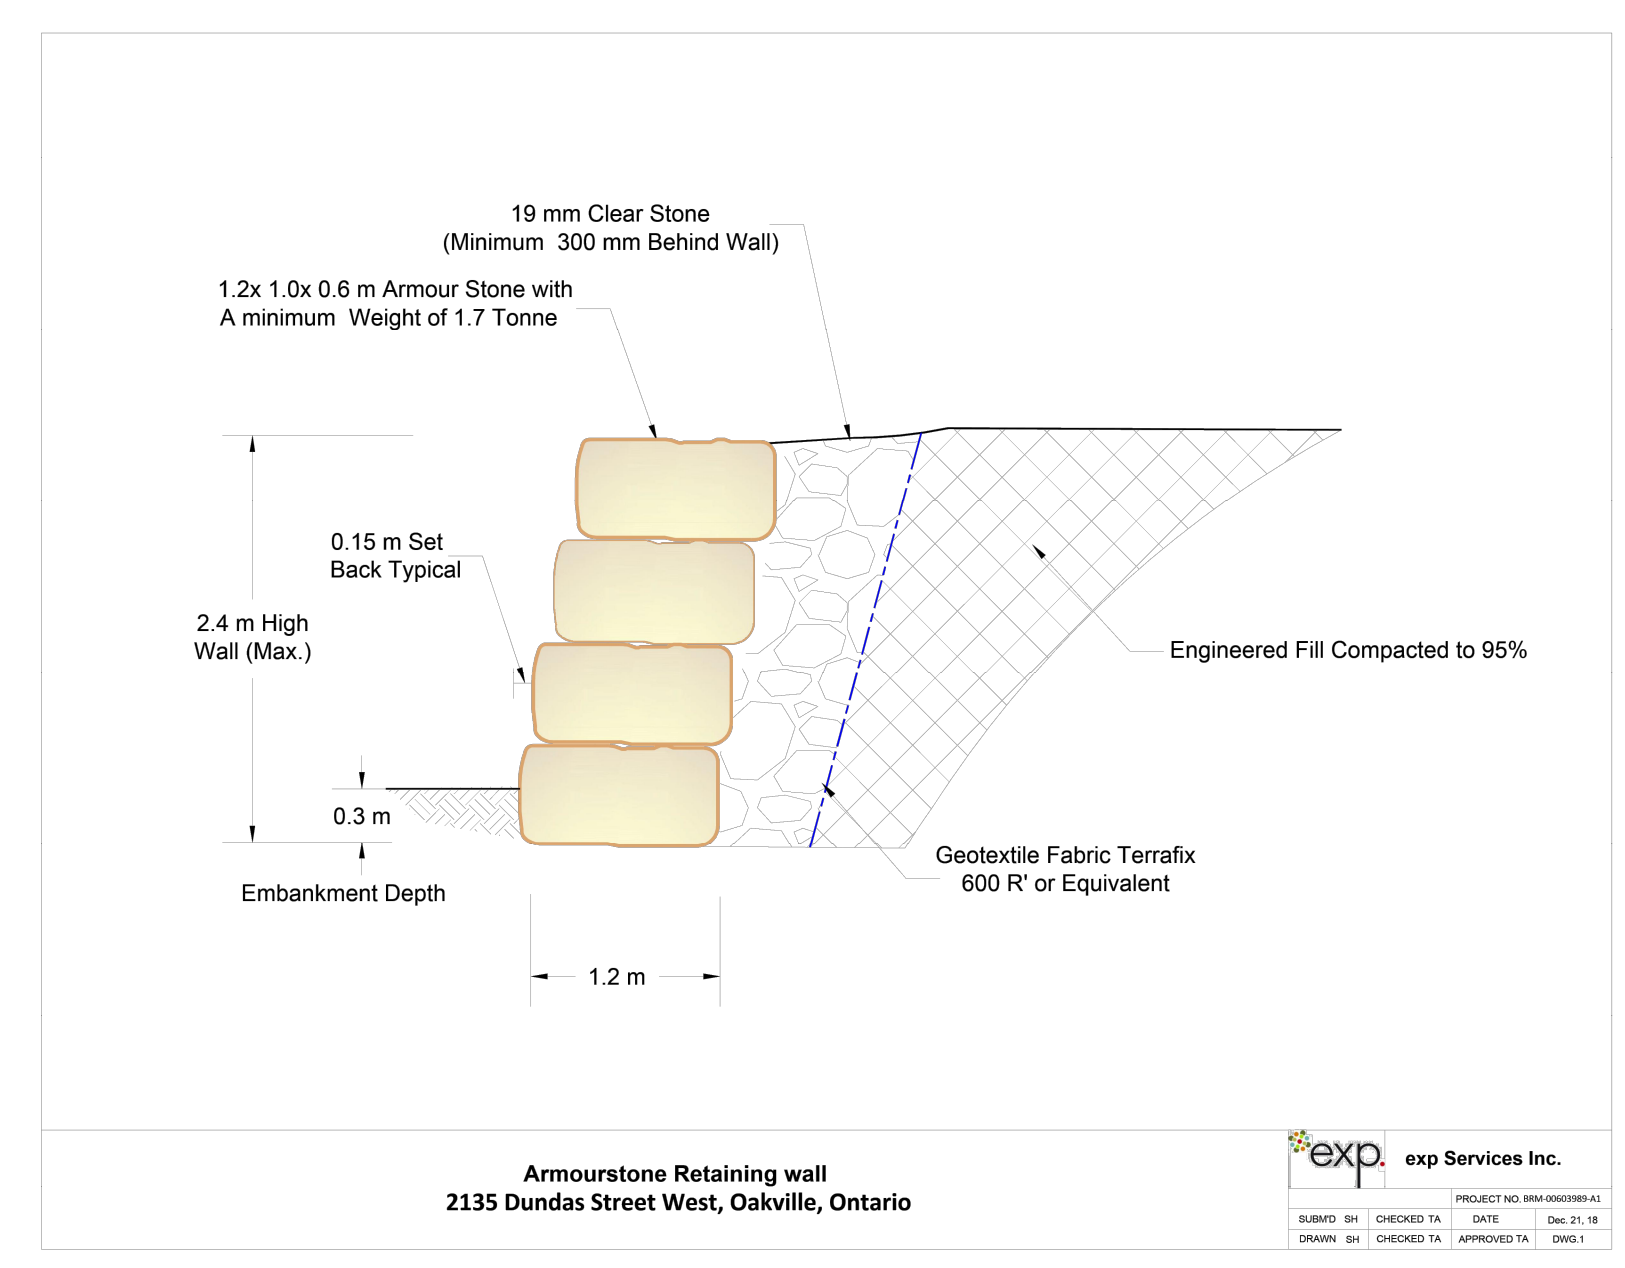 19 mm Clear Stone
(Minimum  300 mm Behind Wall)
1.2x 1.0x 0.6 m Armour Stone with
A minimum  Weight of 1.7 Tonne
0.15 m Set
Back Typical
2.4 m High
Wall (Max.)
Engineered Fill Compacted to 95%
0.3 m
Embankment Depth
Geotextile Fabric Terrafix
600 R' or Equivalent
1.2 m
Armourstone Retaining wall
2135 Dundas Street West, Oakville, Ontario
exp.
exp Services Inc.
PROJECT NO. BRM-00603989-A1
SUBM'D SH CHECKED TA DATE Dec. 21, 18
DRAWN SH CHECKED TA APPROVED TA DWG.1